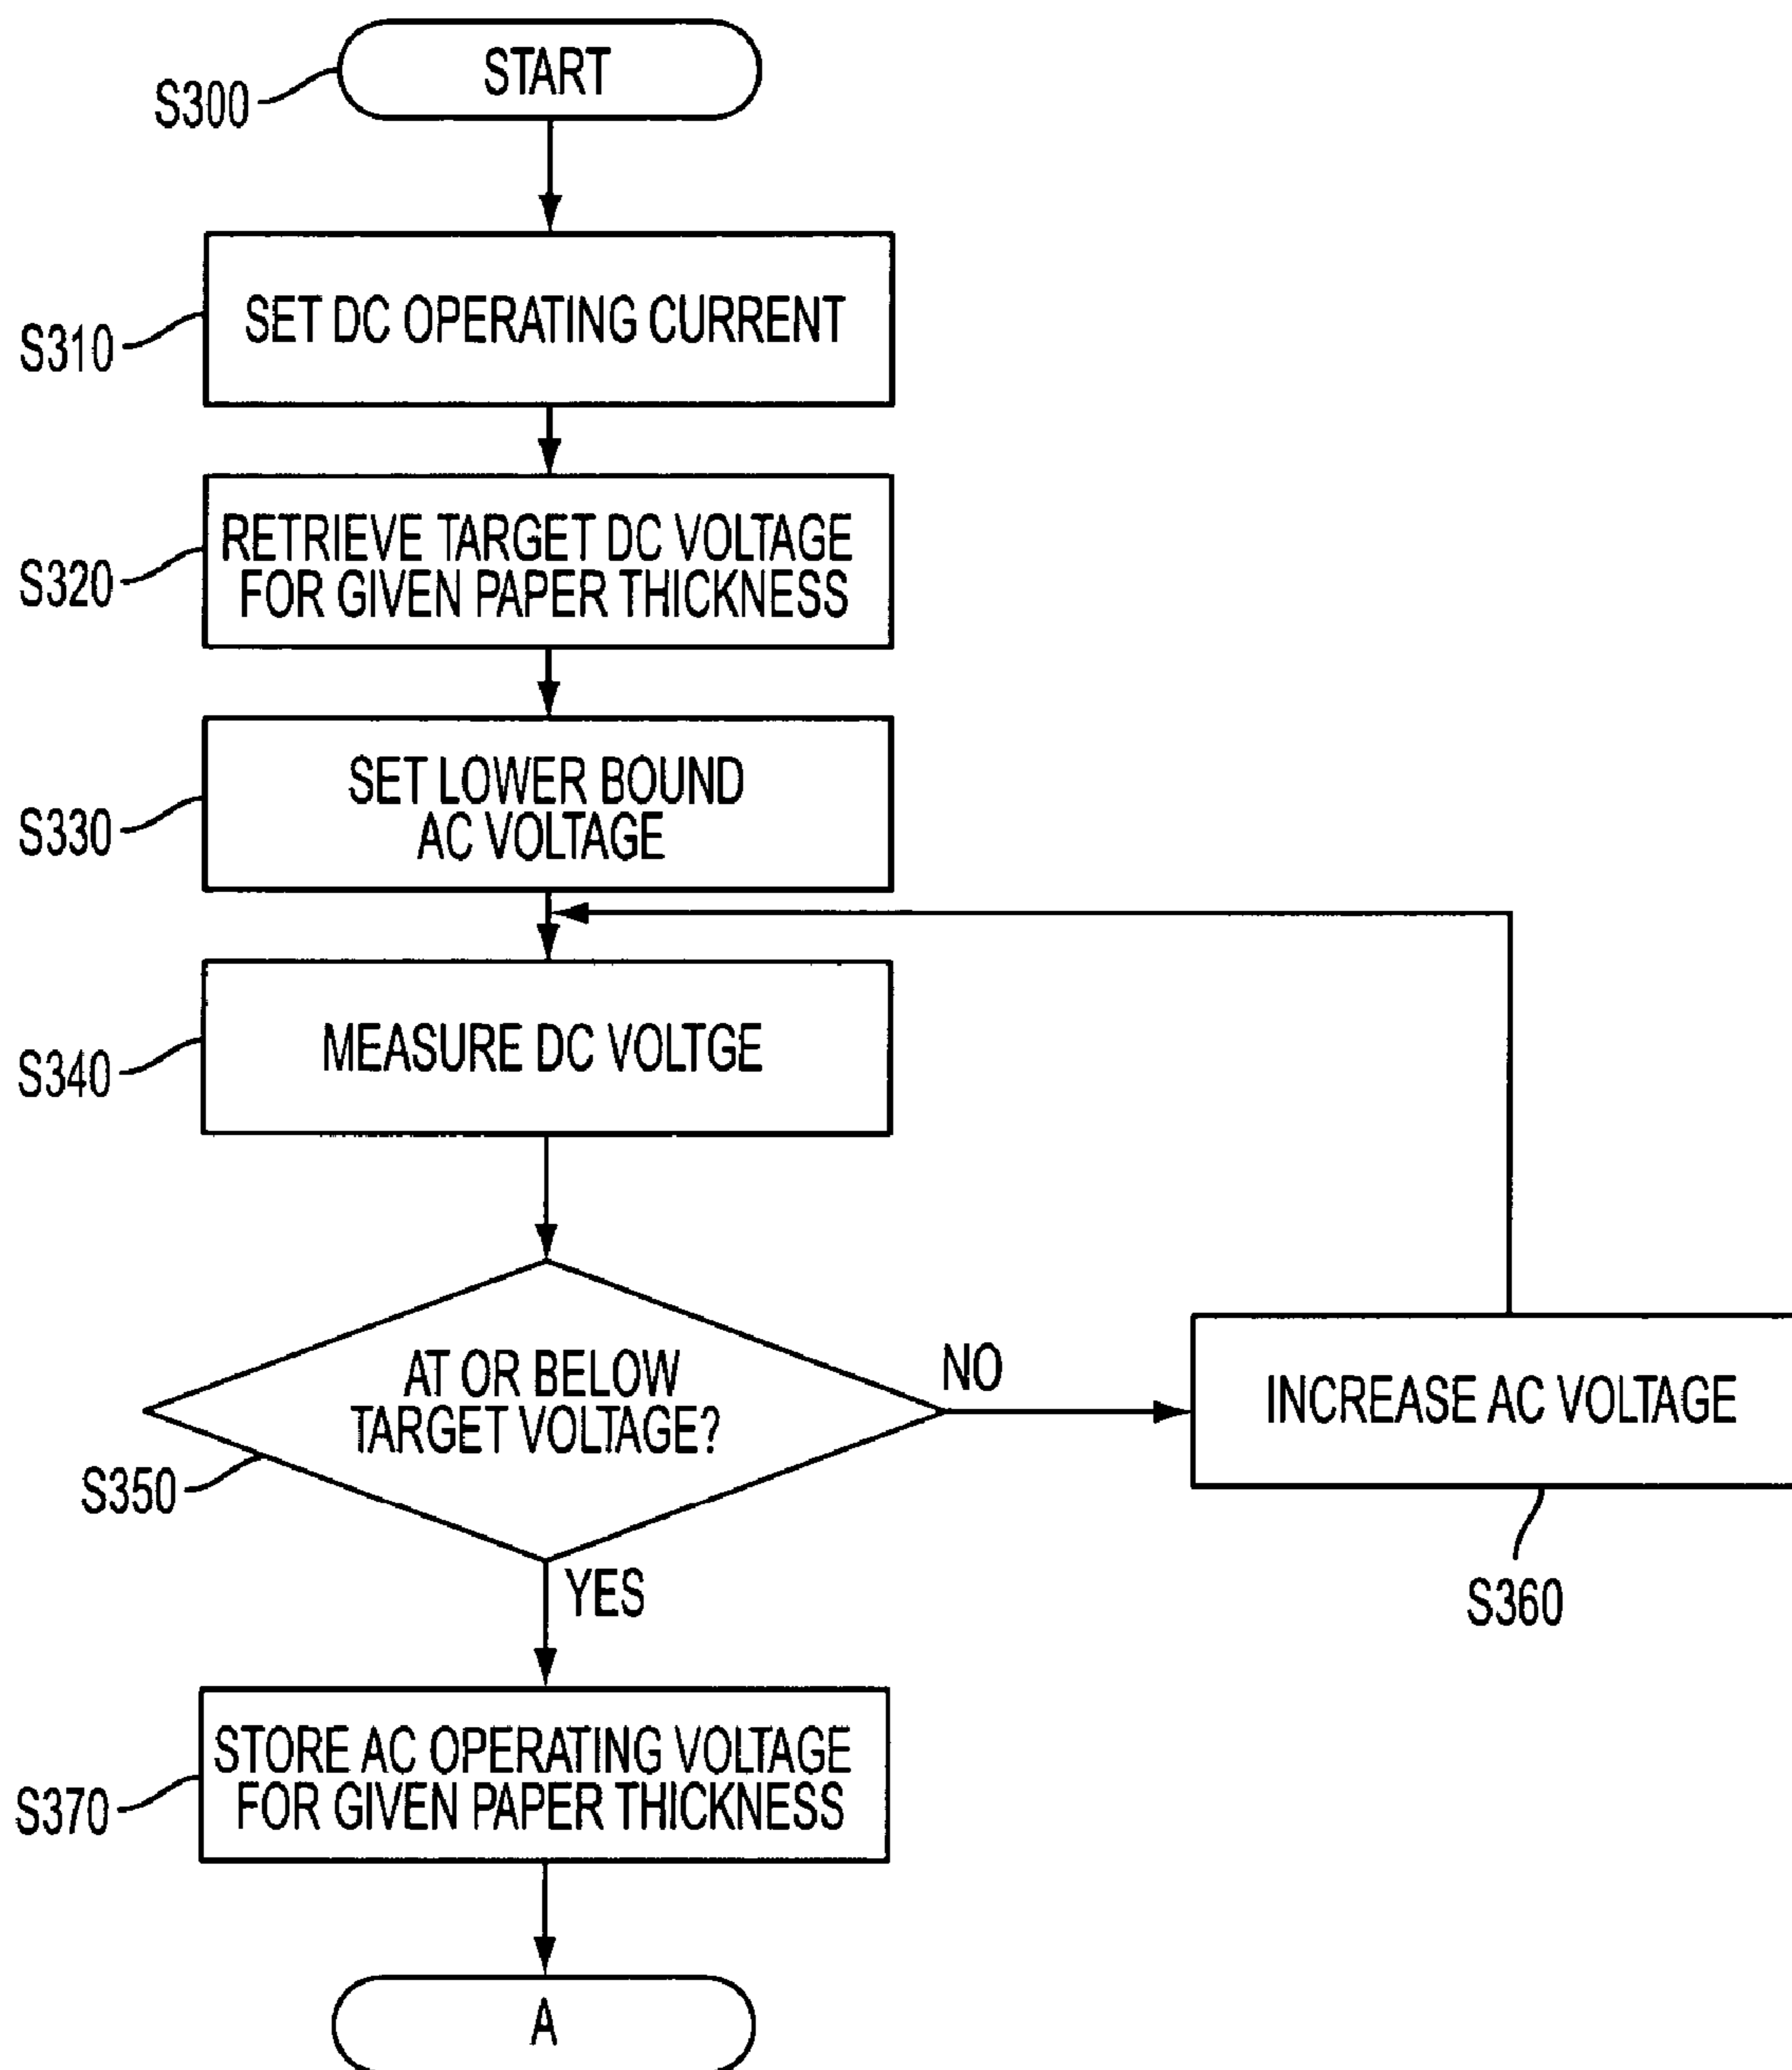 START
S300
SET DC OPERATING CURRENT
S310
RETRIEVE TARGET DC VOLTAGE
FOR GIVEN PAPER THICKNESS
S320
SET LOWER BOUND
AC VOLTAGE
S330
MEASURE DC VOLTGE
S340
AT OR BELOW
TARGET VOLTAGE?
S350
NO
INCREASE AC VOLTAGE
S360
YES
STORE AC OPERATING VOLTAGE
FOR GIVEN PAPER THICKNESS
S370
A